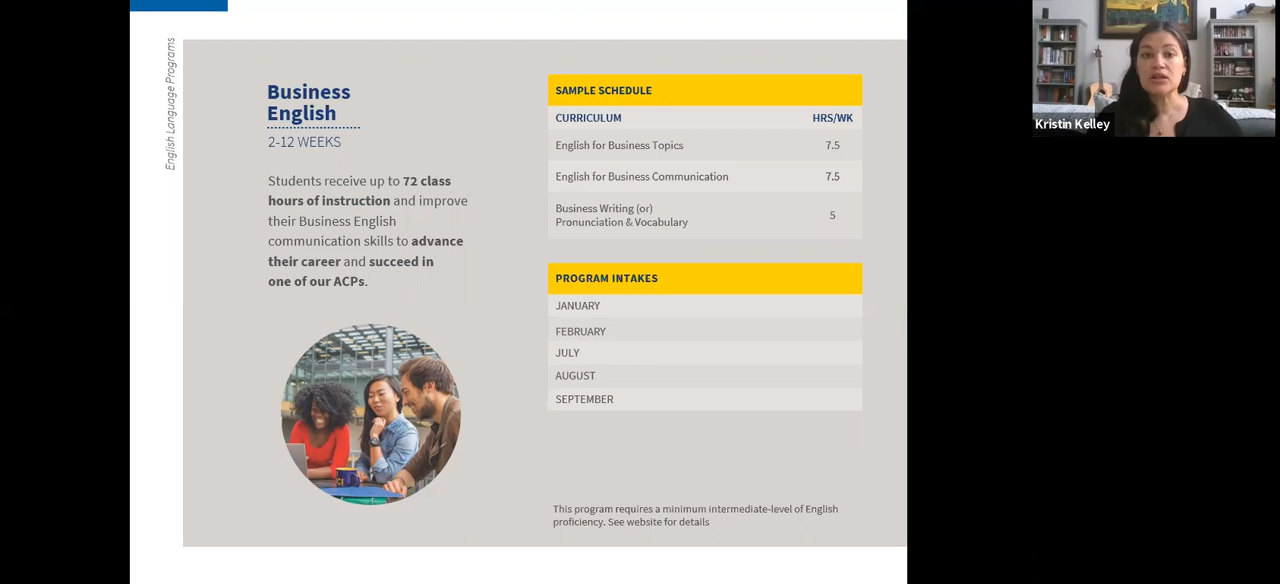 English Language Programs
Business
English
2-12 WEEKS
Students receive up to 72 class
hours of instruction and improve
their Business English
communication skills to advance
their career and succeed in
one of our ACPs.
SAMPLE SCHEDULE
CURRICULUM HRS/WK
English for Business Topics 7.5
English for Business Communication 7.5
Business Writing (or)
Pronunciation & Vocabulary 5
PROGRAM INTAKES
JANUARY
FEBRUARY
JULY
AUGUST
SEPTEMBER
This program requires a minimum intermediate-level of English
proficiency. See website for details
Kristin Kelley